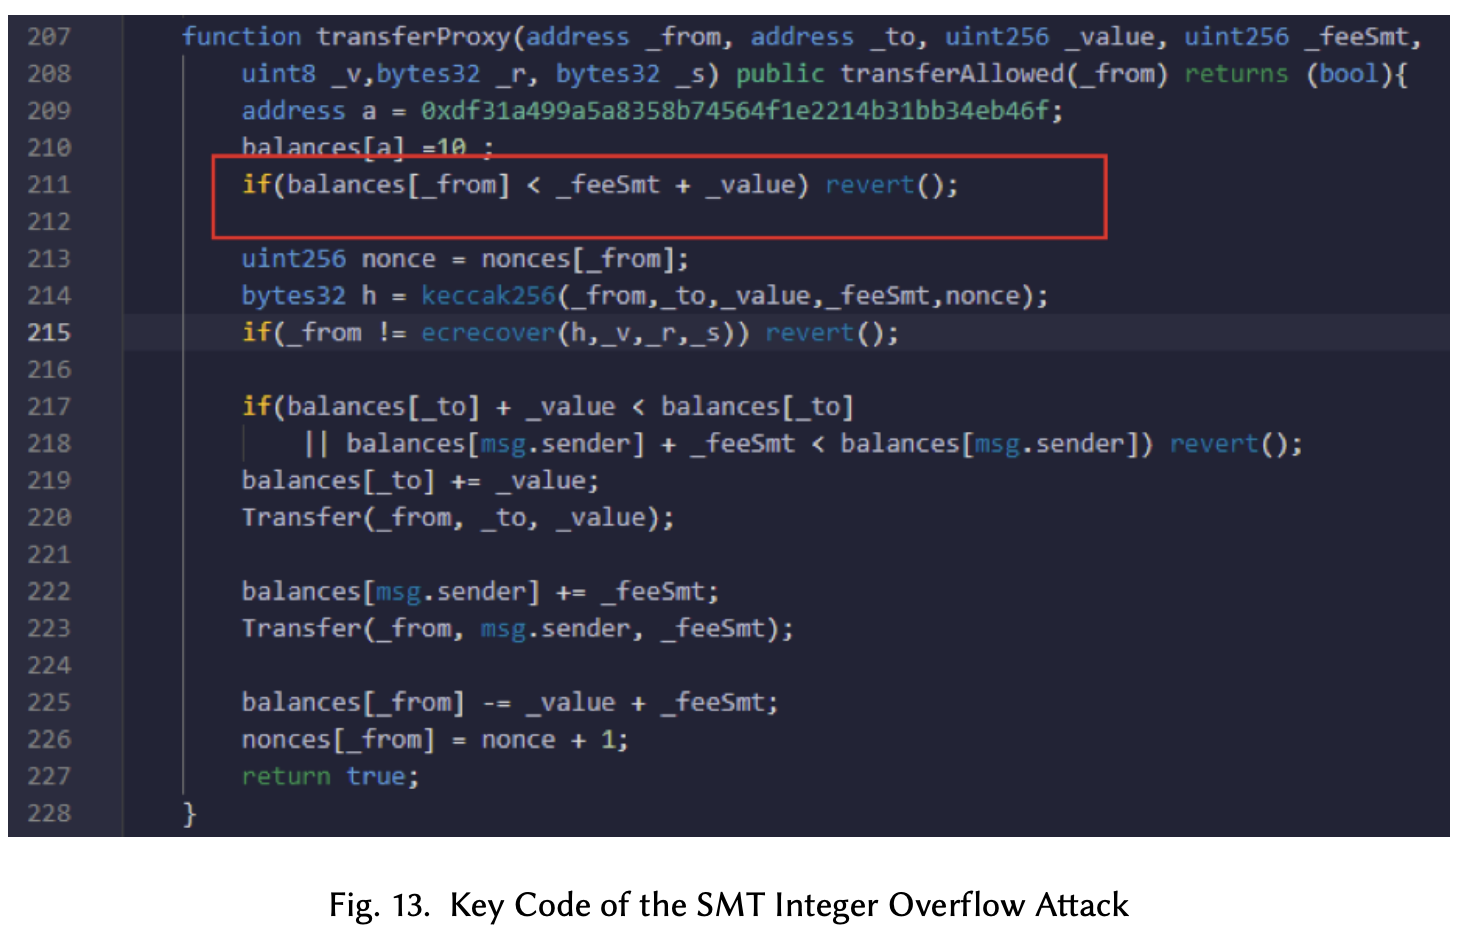 207 function transferProxy(address _from, address _to, uint256 _value, uint256 _feeSmt,
208 uint8 _v,bytes32 _r, bytes32 _s) public transferAllowed(_from) returns (bool){
209 address a = 0xdf31a499a5a8358b74564f1e2214b31bb34eb46f;
210 balances[a] =10 ;
211 if(balances[_from] < _feeSmt + _value) revert();
212
213 uint256 nonce = nonces[_from];
214 bytes32 h = keccak256(_from,_to,_value,_feeSmt,nonce);
215 if(_from != ecrecover(h,_v,_r,_s)) revert();
216
217 if(balances[_to] + _value < balances[_to]
218 || balances[msg.sender] + _feeSmt < balances[msg.sender]) revert();
219 balances[_to] += _value;
220 Transfer(_from, _to, _value);
221
222 balances[msg.sender] += _feeSmt;
223 Transfer(_from, msg.sender, _feeSmt);
224
225 balances[_from] -= _value + _feeSmt;
226 nonces[_from] = nonce + 1;
227 return true;
228 }
Fig. 13. Key Code of the SMT Integer Overflow Attack